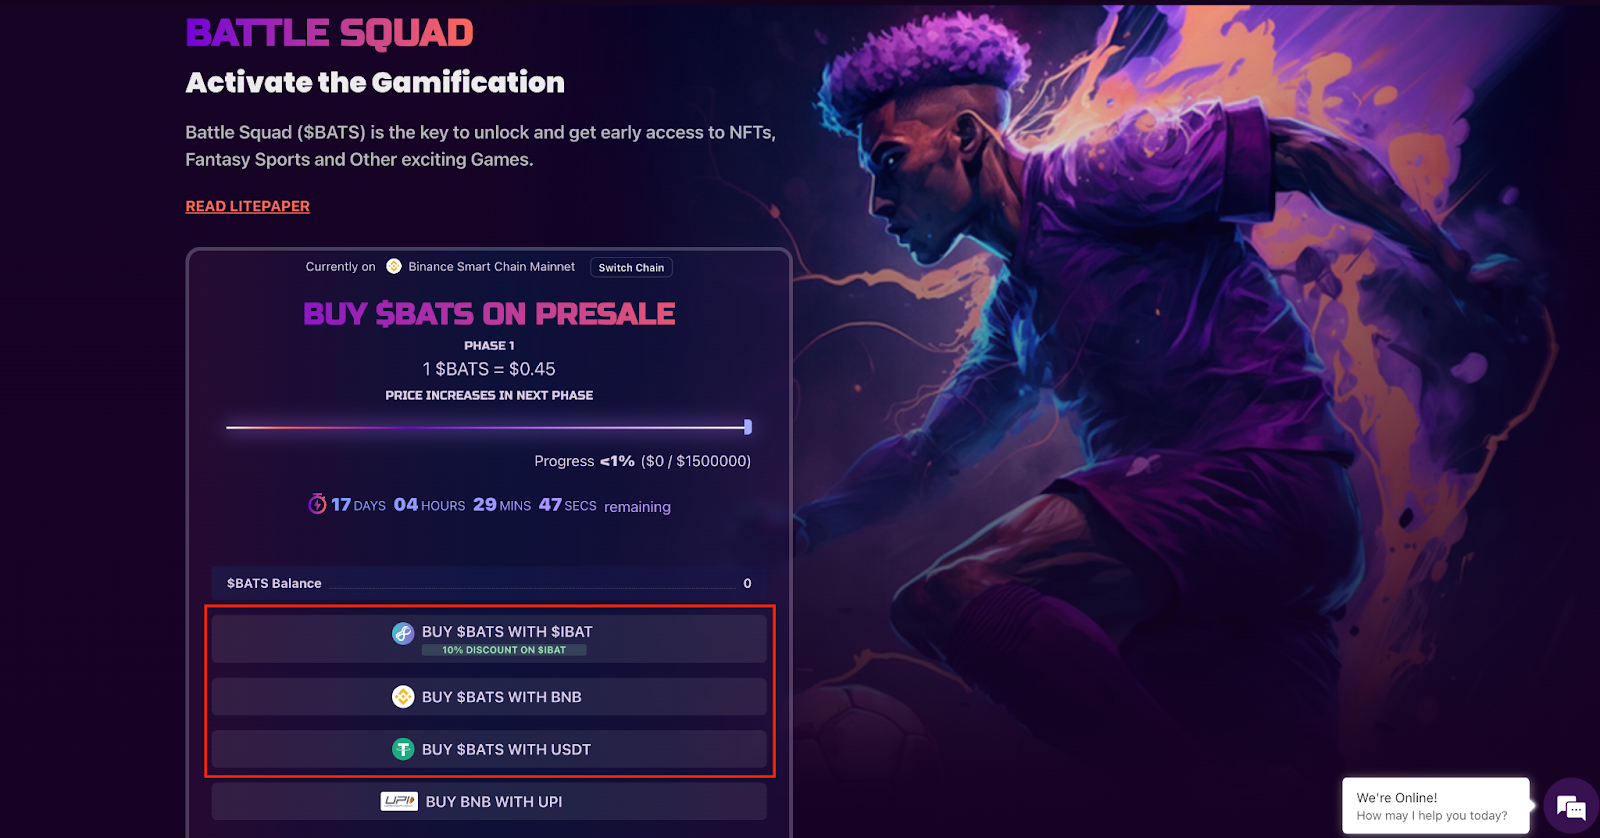 BATTLE SQUAD
Activate the Gamification
Battle Squad ($BATS) is the key to unlock and get early access to NFTs,
Fantasy Sports and Other exciting Games.
READ LITEPAPER
Currently on Binance Smart Chain Mainnet Switch Chain
BUY $BATS ON PRESALE
PHASE 1
1 $BATS = $0.45
PRICE INCREASES IN NEXT PHASE
Progress <1% ($0 / $1500000)
17 DAYS 04 HOURS 29 MINS 47 SECS remaining
$BATS Balance 0
BUY $BATS WITH $IBAT
10% DISCOUNT ON $IBAT
BUY $BATS WITH BNB
BUY $BATS WITH USDT
UPI BUY BNB WITH UPI
We're Online!
How may I help you today?